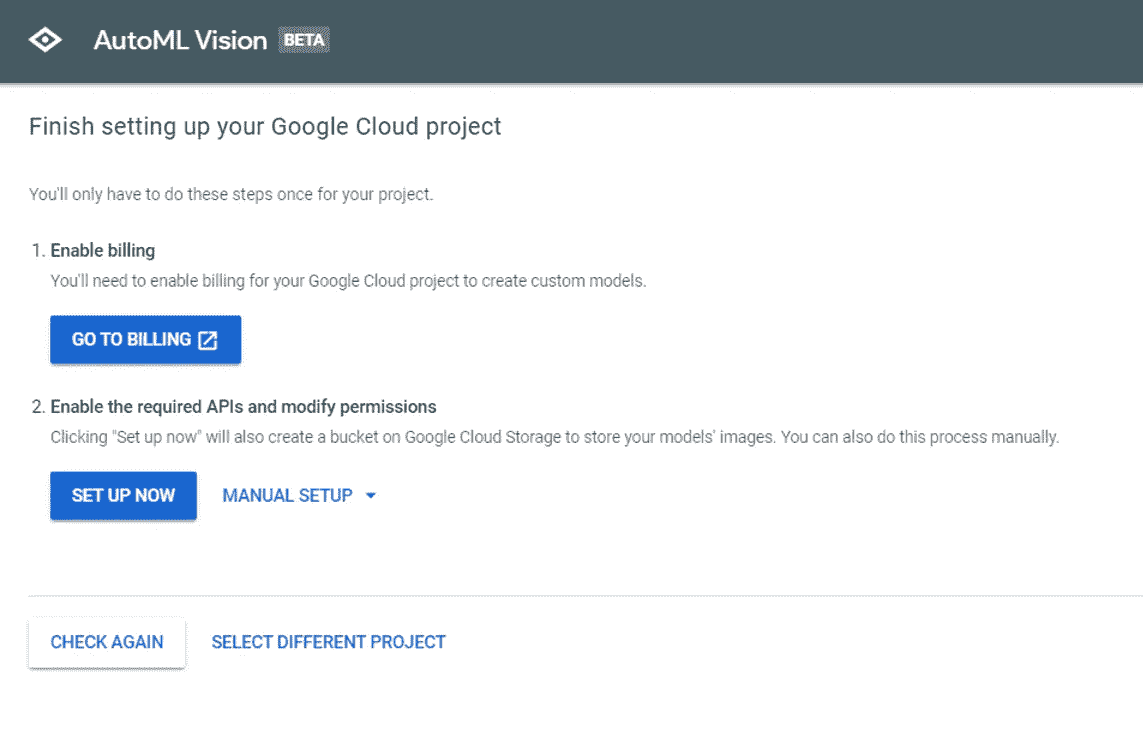 AutoML Vision BETA
Finish setting up your Google Cloud project
You'll only have to do these steps once for your project.
1. Enable billing
You'll need to enable billing for your Google Cloud project to create custom models.
GO TO BILLING
2. Enable the required APIs and modify permissions
Clicking "Set up now" will also create a bucket on Google Cloud Storage to store your models' images. You can also do this process manually.
SET UP NOW MANUAL SETUP
CHECK AGAIN SELECT DIFFERENT PROJECT